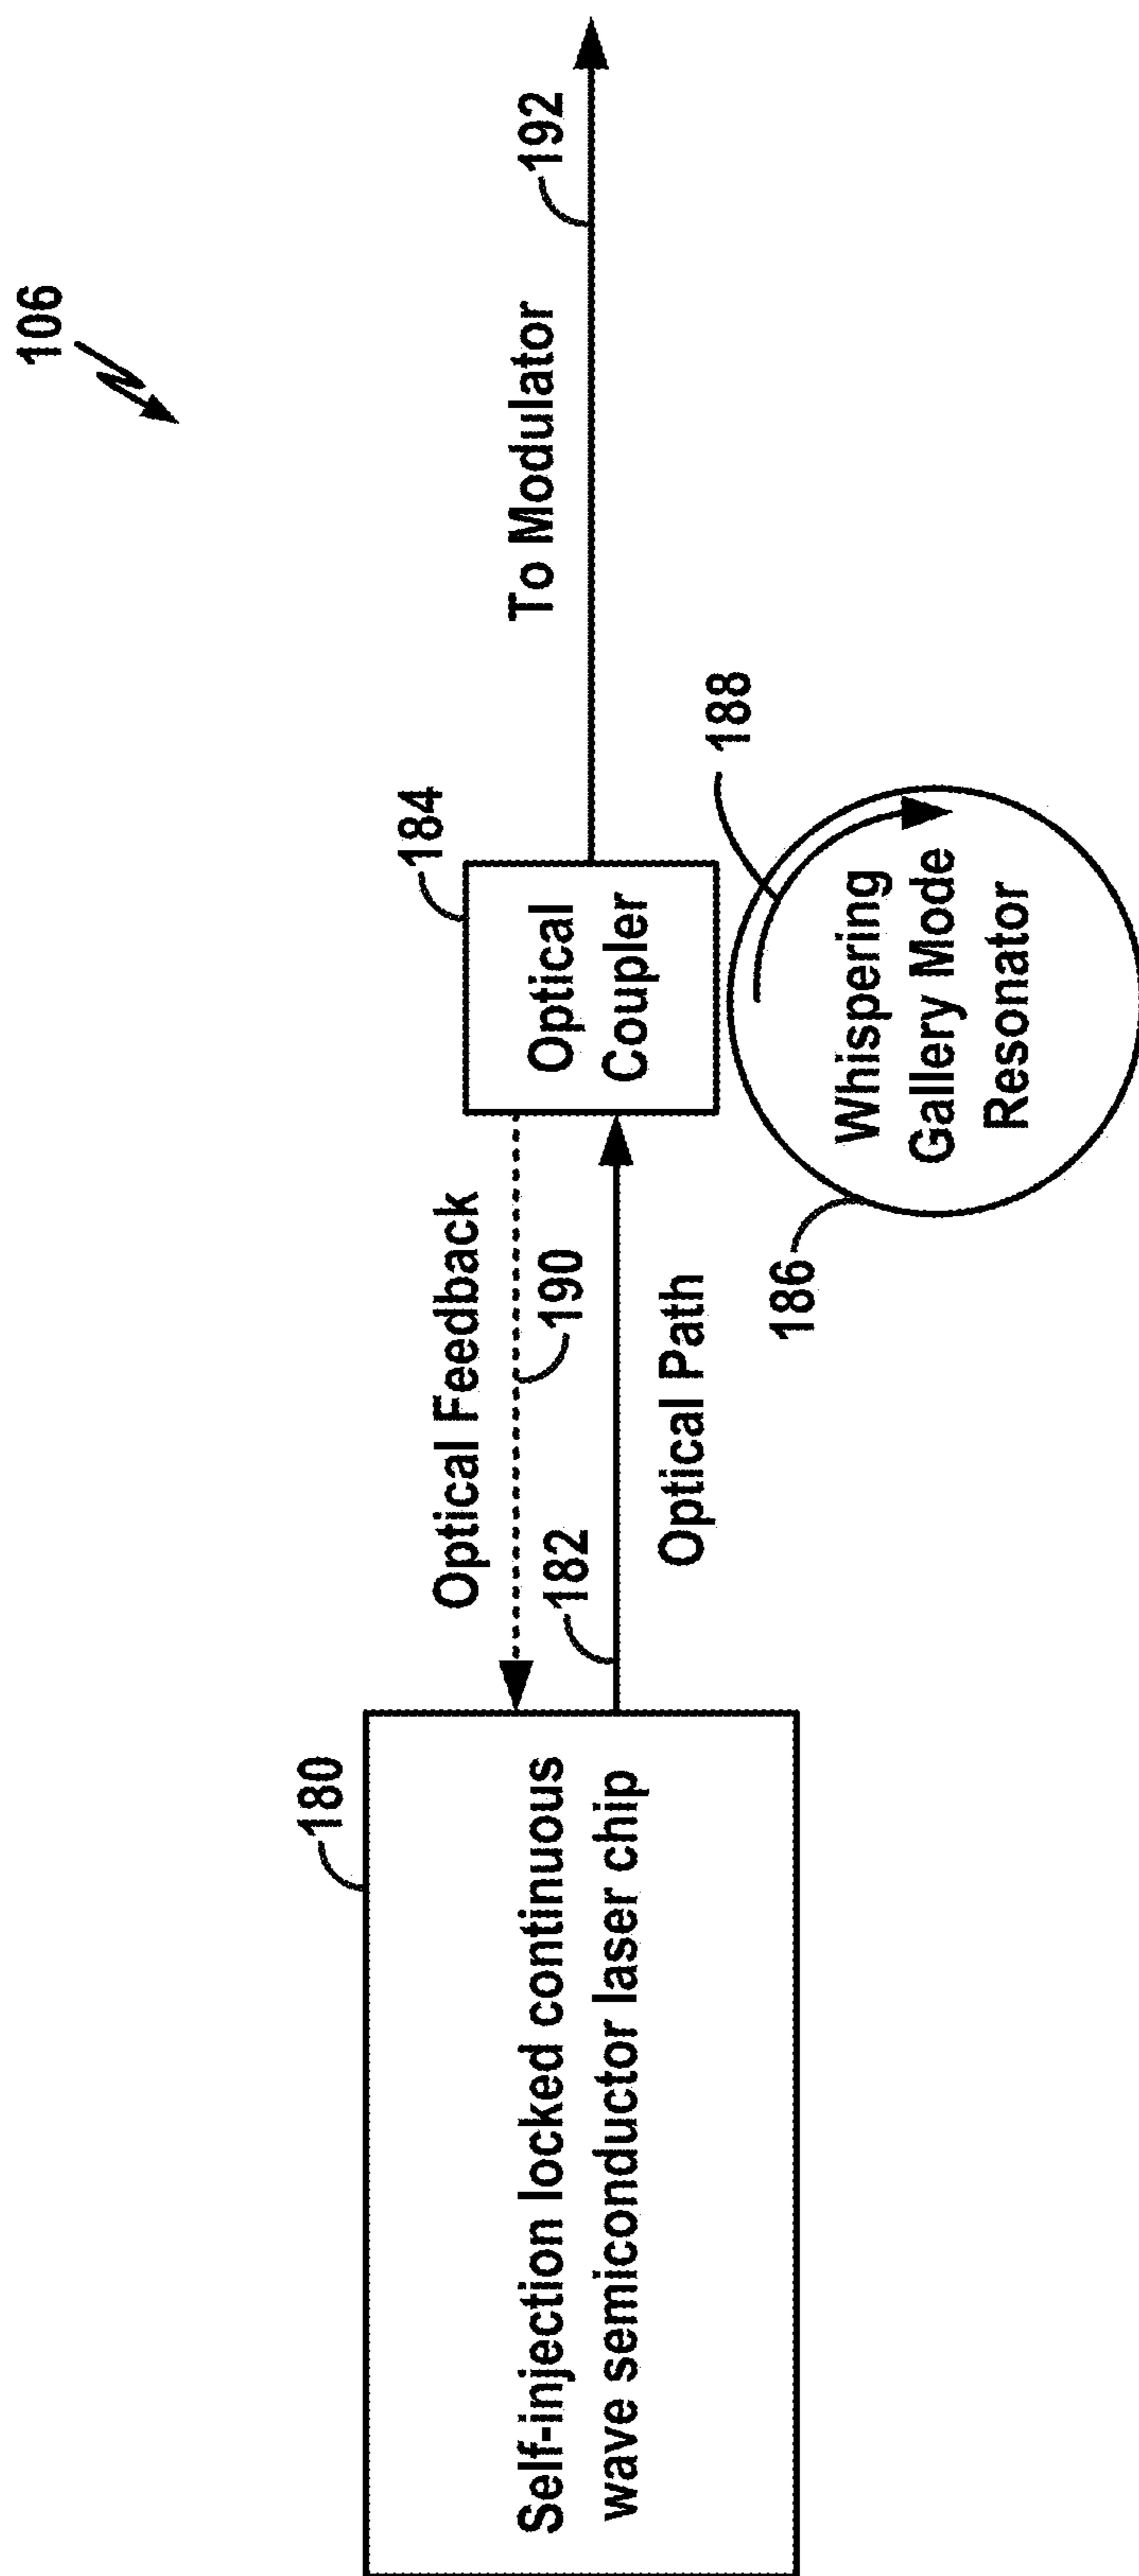 106
180
Self-injection locked continuous
wave semiconductor laser chip
Optical Feedback
190
182
Optical Path
184
Optical
Coupler
186
Whispering
Gallery Mode
Resonator
188
To Modulator
192